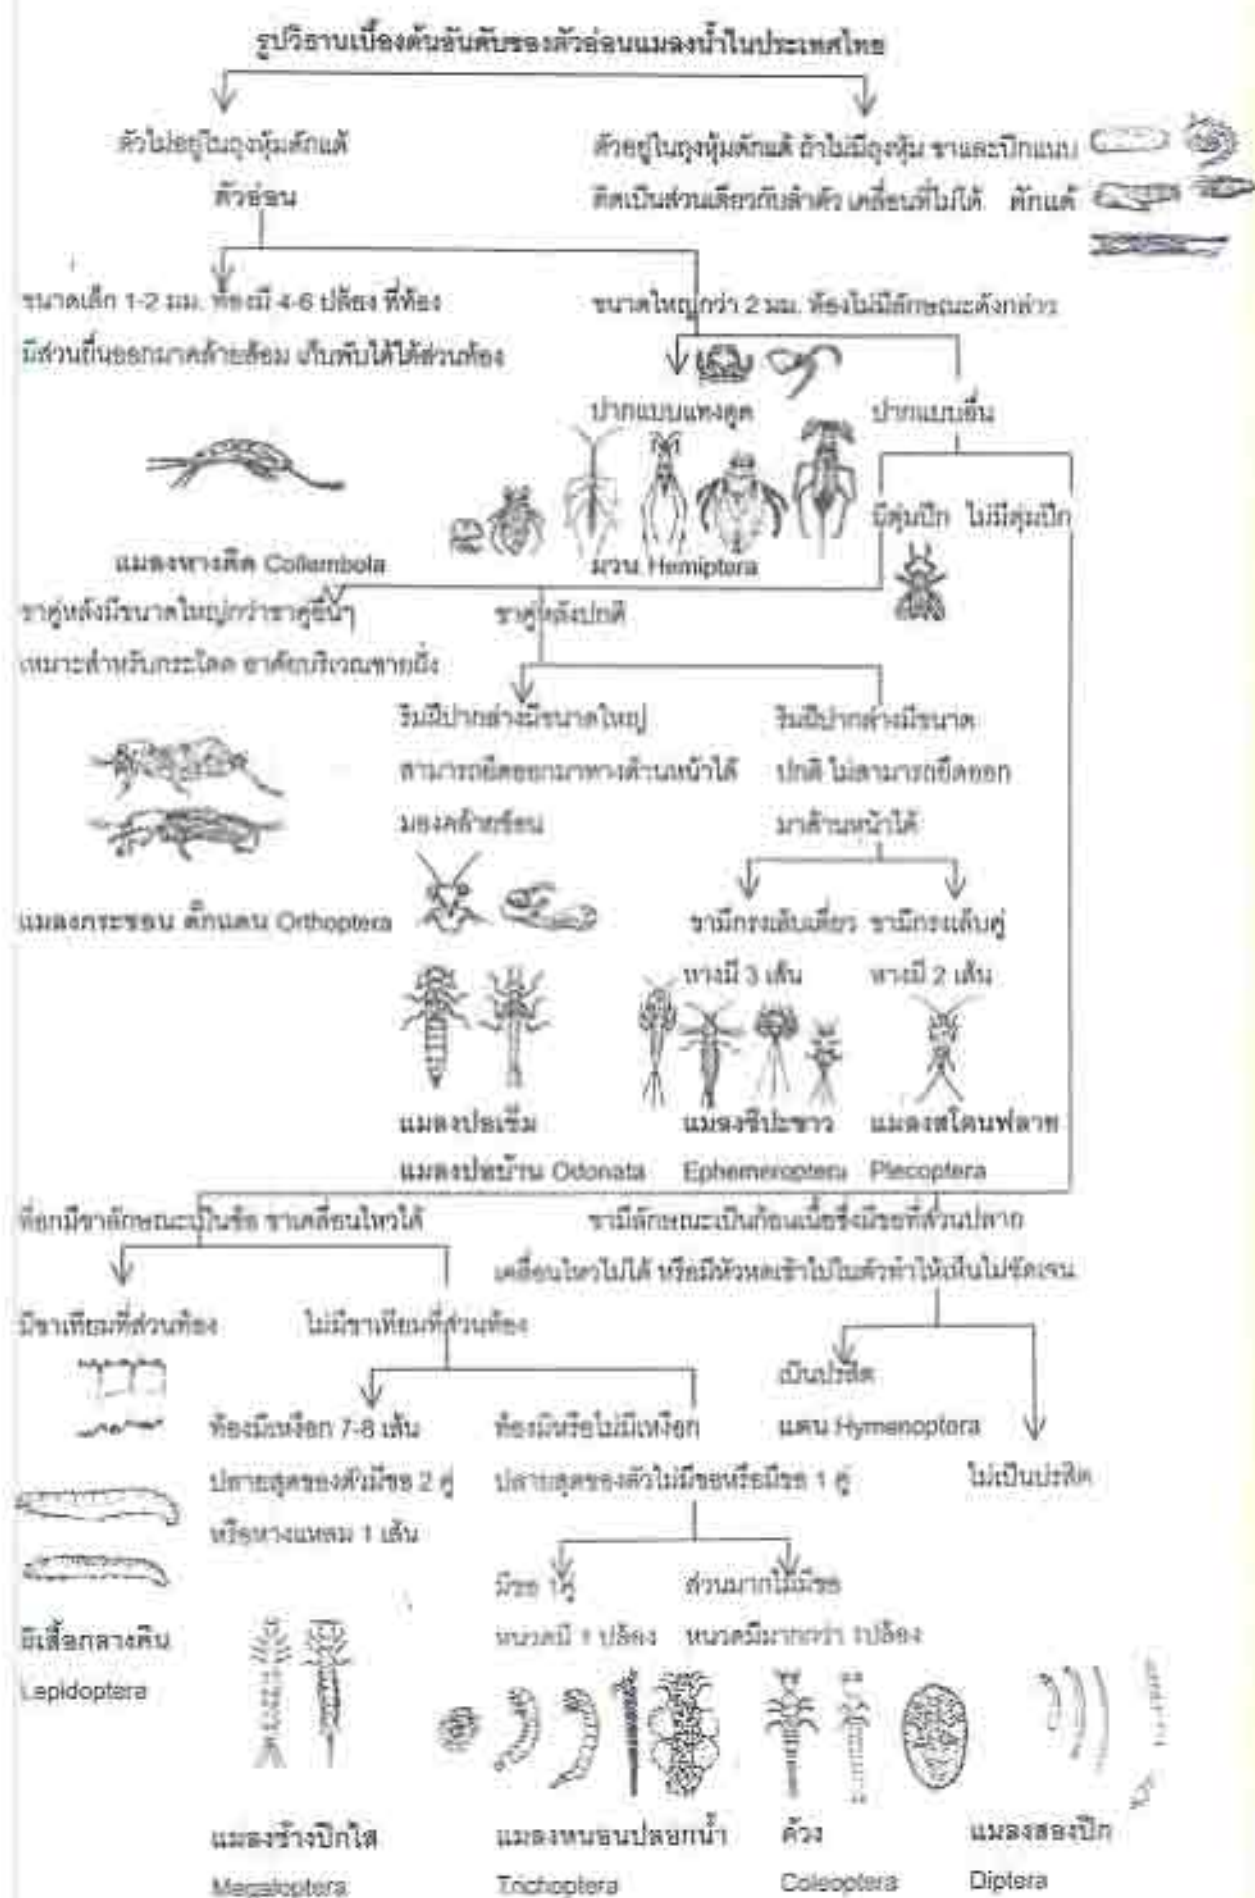 รูปวิธานเบื้องต้นอันดับของตัวอ่อนแมลงน้ำในประเทศไทย
ตัวไม่อยู่ในถุงหุ้มดักแด้
ตัวอยู่ในถุงหุ้มดักแด้ ถ้าไม่มีถุงหุ้ม ขาและปีกแนบ
ตัวอ่อน
ติดเป็นส่วนเดียวกับลำตัว เคลื่อนที่ไม่ได้ ดักแด้
ขนาดเล็ก 1-2 มม. ท้องมี 4-6 ปล้อง ที่ท้อง
ขนาดใหญ่กว่า 2 มม. ท้องไม่มีลักษณะดังกล่าว
มีส่วนยื่นออกมาคล้ายส้อม เก็บพับได้ใต้ส่วนท้อง
ปากแบบแทงดูด
ปากแบบอื่น
มีตุ่มปีก ไม่มีตุ่มปีก
แมลงหางดีด Collembola
มวน Hemiptera
ขาคู่หลังมีขนาดใหญ่กว่าขาคู่อื่นๆ
ขาคู่หลังปกติ
เหมาะสำหรับกระโดด อาศัยบริเวณชายฝั่ง
ริมฝีปากล่างมีขนาดใหญ่
ริมฝีปากล่างมีขนาด
สามารถยืดออกมาทางด้านหน้าได้
ปกติ ไม่สามารถยืดออก
มองคล้ายช้อน
มาด้านหน้าได้
แมลงกระชอน ตั๊กแตน Orthoptera
ขามีกรงเล็บเดี่ยว
ขามีกรงเล็บคู่
หางมี 3 เส้น
หางมี 2 เส้น
แมลงปอเข็ม
แมลงชีปะขาว
แมลงสโตนฟลาย
แมลงปอบ้าน Odonata
Ephemeroptera
Plecoptera
ที่อกมีขาลักษณะเป็นข้อ ขาเคลื่อนไหวได้
ขามีลักษณะเป็นก้อนเนื้อซึ่งมีขอที่ส่วนปลาย
เคลื่อนไหวไม่ได้ หรือมีหัวหดเข้าไปในตัวทำให้เห็นไม่ชัดเจน
มีขาเทียมที่ส่วนท้อง
ไม่มีขาเทียมที่ส่วนท้อง
เป็นปรสิต
ท้องมีเหงือก 7-8 เส้น
ท้องมีหรือไม่มีเหงือก
แตน Hymenoptera
ปลายสุดของตัวมีขอ 2 คู่
ปลายสุดของตัวไม่มีขอหรือมีขอ 1 คู่
ไม่เป็นปรสิต
หรือหางแหลม 1 เส้น
มีขอ 1คู่
ส่วนมากไม่มีขอ
หนวดมี 1 ปล้อง
หนวดมีมากกว่า 1ปล้อง
ผีเสื้อกลางคืน
Lepidoptera
แมลงช้างปีกใส
แมลงหนอนปลอกน้ำ
ด้วง
แมลงสองปีก
Megaloptera
Trichoptera
Coleoptera
Diptera